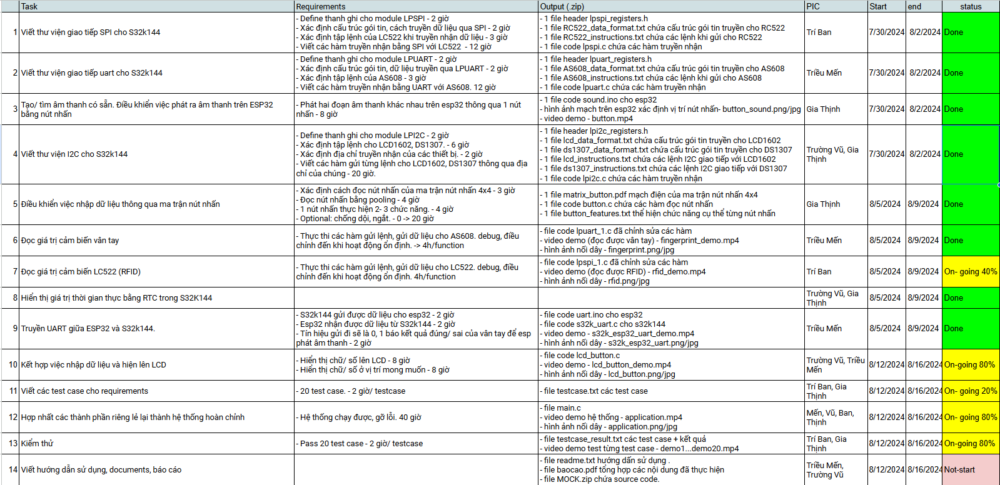 Task Requirements Output (.zip) PIC Start end status
1 Viết thư viện giao tiếp SPI cho S32k144
- Define thanh ghi cho module LPSPI - 2 giờ
- Xác định cấu trúc gói tin, cách truyền dữ liệu qua SPI - 2 giờ
- Xác định tập lệnh của LC522 khi truyền nhận dữ liệu - 3 giờ
- Viết các hàm truyền nhận bằng SPI với LC522 - 12 giờ
- 1 file header lpspi_registers.h
- 1 file RC522_data_format.txt chứa cấu trúc gói tin truyền cho RC522
- 1 file RC522_instructions.txt chứa các lệnh khi gửi cho RC522
- 1 file code lpspi.c chứa các hàm truyền nhận
Trí Ban
7/30/2024 8/2/2024 Done
2 Viết thư viện giao tiếp uart cho S32k144
- Define thanh ghi cho module LPUART - 2 giờ
- Xác định cấu trúc gói tin, dữ liệu truyền qua LPUART - 2 giờ
- Xác định tập lệnh của AS608 - 3 giờ
- Viết các hàm truyền nhận bằng UART với AS608. 12 giờ
- 1 file header lpuart_registers.h
- 1 file AS608_data_format.txt chứa cấu trúc gói tin truyền cho AS608
- 1 file AS608_instructions.txt chứa các lệnh khi gửi cho AS608
- 1 file code lpuart.c chứa các hàm truyền nhận
Triều Mến
7/30/2024 8/2/2024 Done
3 Tạo/ tìm âm thanh có sẵn. Điều khiển việc phát ra âm thanh trên ESP32
bằng nút nhấn
- Phát hai đoạn âm thanh khác nhau trên esp32 thông qua 1 nút
nhấn - 8 giờ
- 1 file code sound.ino cho esp32
- hình ảnh mạch trên esp32 xác định vị trí nút nhấn- button_sound.png/jpg
- video demo - button.mp4
Gia Thịnh
7/30/2024 8/2/2024 Done
4 Viết thư viện I2C cho S32k144
- Define thanh ghi cho module LPI2C - 2 giờ
- Xác định tập lệnh cho LCD1602, DS1307. - 6 giờ
- Xác định địa chỉ truyền nhận của các thiết bị. - 2 giờ
- Viết các hàm gửi từng lệnh cho LCD1602, DS1307 thông qua địa
chỉ của chúng - 20 giờ.
- 1 file header lpi2c_registers.h
- 1 file lcd_data_format.txt chứa cấu trúc gói tin truyền cho LCD1602
- 1 file ds1307_data_format.txt chứa cấu trúc gói tin truyền cho DS1307
- 1 file lcd_instructions.txt chứa các lệnh I2C giao tiếp với LCD1602
- 1 file ds1307_instructions.txt chứa các lệnh I2C giao tiếp với DS1307
- 1 file code lpi2c.c chứa các hàm truyền nhận
Trường Vũ, Gia
Thịnh
7/30/2024 8/2/2024 Done
5 Điều khiển việc nhập dữ liệu thông qua ma trận nút nhấn
- Xác định cách đọc nút nhấn của ma trận nút nhấn 4x4 - 3 giờ
- Đọc nút nhấn bằng pooling - 4 giờ
- 1 nút nhấn thực hiện 2- 3 chức năng. - 4 giờ
- Optional: chống dội, ngắt. - 0 -> 20 giờ
- 1 file matrix_button.pdf mạch điện của ma trận nút nhấn 4x4
- 1 file code button.c chứa các hàm đọc nút nhấn
- 1 file button_features.txt thể hiện chức năng cụ thể từng nút nhấn
Gia Thịnh
8/5/2024 8/9/2024 Done
6 Đọc giá trị cảm biến vân tay
- Thực thi các hàm gửi lệnh, gửi dữ liệu cho AS608. debug, điều
chỉnh đến khi hoạt động ổn định. -> 4h/function
- file code lpuart_1.c đã chỉnh sửa các hàm
- video demo (đọc được vân tay) - fingerprint_demo.mp4
- hình ảnh nối dây - fingerprint.png/jpg
Triều Mến
8/5/2024 8/9/2024 Done
7 Đọc giá trị cảm biến LC522 (RFID)
- Thực thi các hàm gửi lệnh, gửi dữ liệu cho LC522. debug, điều
chỉnh đến khi hoạt động ổn định. 4h/function
- file code lpspi_1.c đã chỉnh sửa các hàm
- video demo (đọc được RFID) - rfid_demo.mp4
- hình ảnh nối dây - rfid.png/jpg
Trí Ban
8/5/2024 8/9/2024 On- going 40%
8 Hiển thị giá trị thời gian thực bằng RTC trong S32K144
Trường Vũ, Gia
Thịnh
8/5/2024 8/9/2024 Done
9 Truyền UART giữa ESP32 và S32k144.
- S32k144 gửi được dữ liệu cho esp32 - 2 giờ
- Esp32 nhận được dữ liệu từ S32k144 - 2 giờ
- Tín hiệu gửi đi sẽ là 0, 1 báo kết quả đúng/ sai của vân tay để esp
phát âm thanh - 2 giờ
- file code uart.ino cho esp32
- file code s32k_uart.c cho s32k144
- video demo - s32k_esp32_uart_demo.mp4
- hình ảnh nối dây - s32k_esp32_uart.png/jpg
Triều Mến
8/5/2024 8/9/2024 Done
10 Kết hợp việc nhập dữ liệu và hiện lên LCD
- Hiển thị chữ/ số lên LCD - 8 giờ
- Hiển thị chữ/ số ở vị trí mong muốn - 8 giờ
- file code lcd_button.c
- video demo - lcd_button_demo.mp4
- hình ảnh nối dây - lcd_button.png/jpg
Trường Vũ, Triều
Mến
8/12/2024 8/16/2024 On-going 80%
11 Viết các test case cho requirements
- 20 test case. - 2 giờ/ testcase
- file testcase.txt các test case
Trí Ban, Gia
Thịnh
8/12/2024 8/16/2024 On- going 20%
12 Hợp nhất các thành phần riêng lẻ lại thành hệ thống hoàn chỉnh
- Hệ thống chạy được, gỡ lỗi. 40 giờ
- file main.c
- video demo hệ thống - application.mp4
- hình ảnh nối dây - application.png/jpg
Mến, Vũ, Ban,
Thịnh
8/12/2024 8/16/2024 On- going 80%
13 Kiểm thử
- Pass 20 test case - 2 giờ/ testcase
- file testcase_result.txt các test case + kết quả
- video demo test từng test case - demo1...demo20.mp4
Trí Ban, Gia
Thịnh
8/12/2024 8/16/2024 On-going 80%
14 Viết hướng dẫn sử dụng, documents, báo cáo
- file readme.txt hướng dẫn sử dụng .
- file baocao.pdf tổng hợp các nội dung đã thực hiện
- file MOCK.zip chứa source code.
Triều Mến,
Trường Vũ
8/12/2024 8/16/2024 Not-start